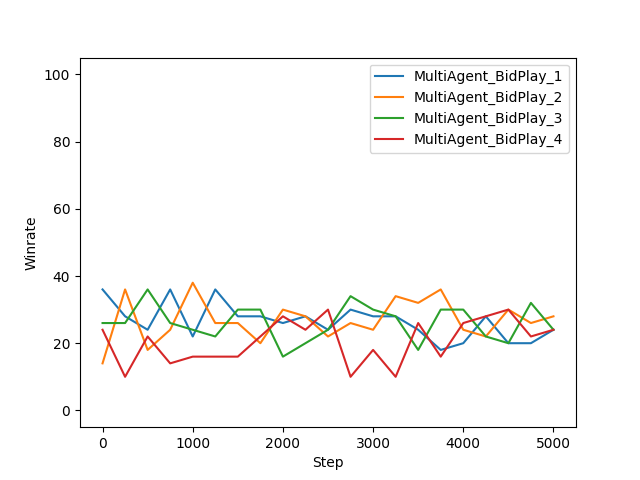 100
80
60
40
20
0
Winrate
MultiAgent_BidPlay_1
MultiAgent_BidPlay_2
MultiAgent_BidPlay_3
MultiAgent_BidPlay_4
0 1000 2000 3000 4000 5000
Step